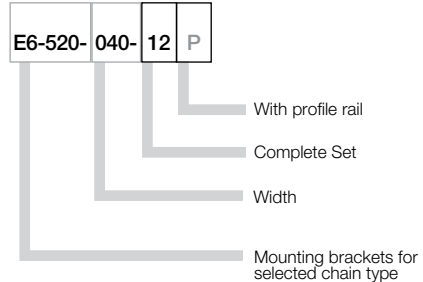 E6-520- 040- 12 P
With profile rail
Complete Set
Width
Mounting brackets for
selected chain type